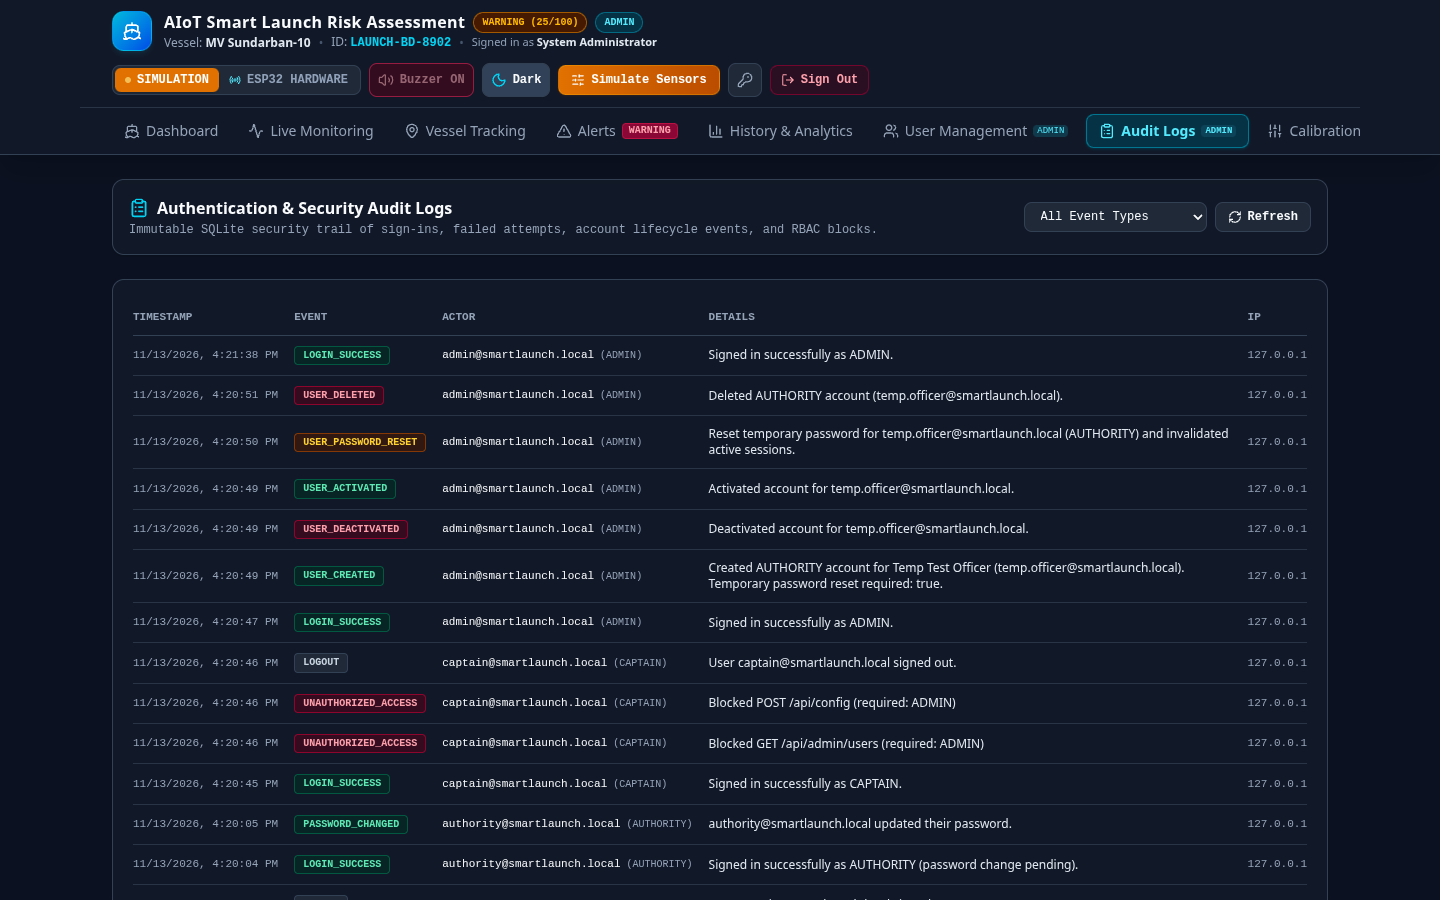 AIoT Smart Launch Risk Assessment WARNING (25/100) ADMIN
Vessel: MV Sundarban-10 • ID: LAUNCH-BD-8902 • Signed in as System Administrator
SIMULATION ESP32 HARDWARE Buzzer ON Dark Simulate Sensors Sign Out
Dashboard Live Monitoring Vessel Tracking Alerts WARNING History & Analytics User Management ADMIN Audit Logs ADMIN Calibration
Authentication & Security Audit Logs
Immutable SQLite security trail of sign-ins, failed attempts, account lifecycle events, and RBAC blocks.
All Event Types Refresh
TIMESTAMP EVENT ACTOR DETAILS IP
11/13/2026, 4:21:38 PM LOGIN_SUCCESS admin@smartlaunch.local (ADMIN) Signed in successfully as ADMIN. 127.0.0.1
11/13/2026, 4:20:51 PM USER_DELETED admin@smartlaunch.local (ADMIN) Deleted AUTHORITY account (temp.officer@smartlaunch.local). 127.0.0.1
11/13/2026, 4:20:50 PM USER_PASSWORD_RESET admin@smartlaunch.local (ADMIN) Reset temporary password for temp.officer@smartlaunch.local (AUTHORITY) and invalidated
active sessions. 127.0.0.1
11/13/2026, 4:20:49 PM USER_ACTIVATED admin@smartlaunch.local (ADMIN) Activated account for temp.officer@smartlaunch.local. 127.0.0.1
11/13/2026, 4:20:49 PM USER_DEACTIVATED admin@smartlaunch.local (ADMIN) Deactivated account for temp.officer@smartlaunch.local. 127.0.0.1
11/13/2026, 4:20:49 PM USER_CREATED admin@smartlaunch.local (ADMIN) Created AUTHORITY account for Temp Test Officer (temp.officer@smartlaunch.local).
Temporary password reset required: true. 127.0.0.1
11/13/2026, 4:20:47 PM LOGIN_SUCCESS admin@smartlaunch.local (ADMIN) Signed in successfully as ADMIN. 127.0.0.1
11/13/2026, 4:20:46 PM LOGOUT captain@smartlaunch.local (CAPTAIN) User captain@smartlaunch.local signed out. 127.0.0.1
11/13/2026, 4:20:46 PM UNAUTHORIZED_ACCESS captain@smartlaunch.local (CAPTAIN) Blocked POST /api/config (required: ADMIN) 127.0.0.1
11/13/2026, 4:20:46 PM UNAUTHORIZED_ACCESS captain@smartlaunch.local (CAPTAIN) Blocked GET /api/admin/users (required: ADMIN) 127.0.0.1
11/13/2026, 4:20:45 PM LOGIN_SUCCESS captain@smartlaunch.local (CAPTAIN) Signed in successfully as CAPTAIN. 127.0.0.1
11/13/2026, 4:20:05 PM PASSWORD_CHANGED authority@smartlaunch.local (AUTHORITY) authority@smartlaunch.local updated their password. 127.0.0.1
11/13/2026, 4:20:04 PM LOGIN_SUCCESS authority@smartlaunch.local (AUTHORITY) Signed in successfully as AUTHORITY (password change pending). 127.0.0.1